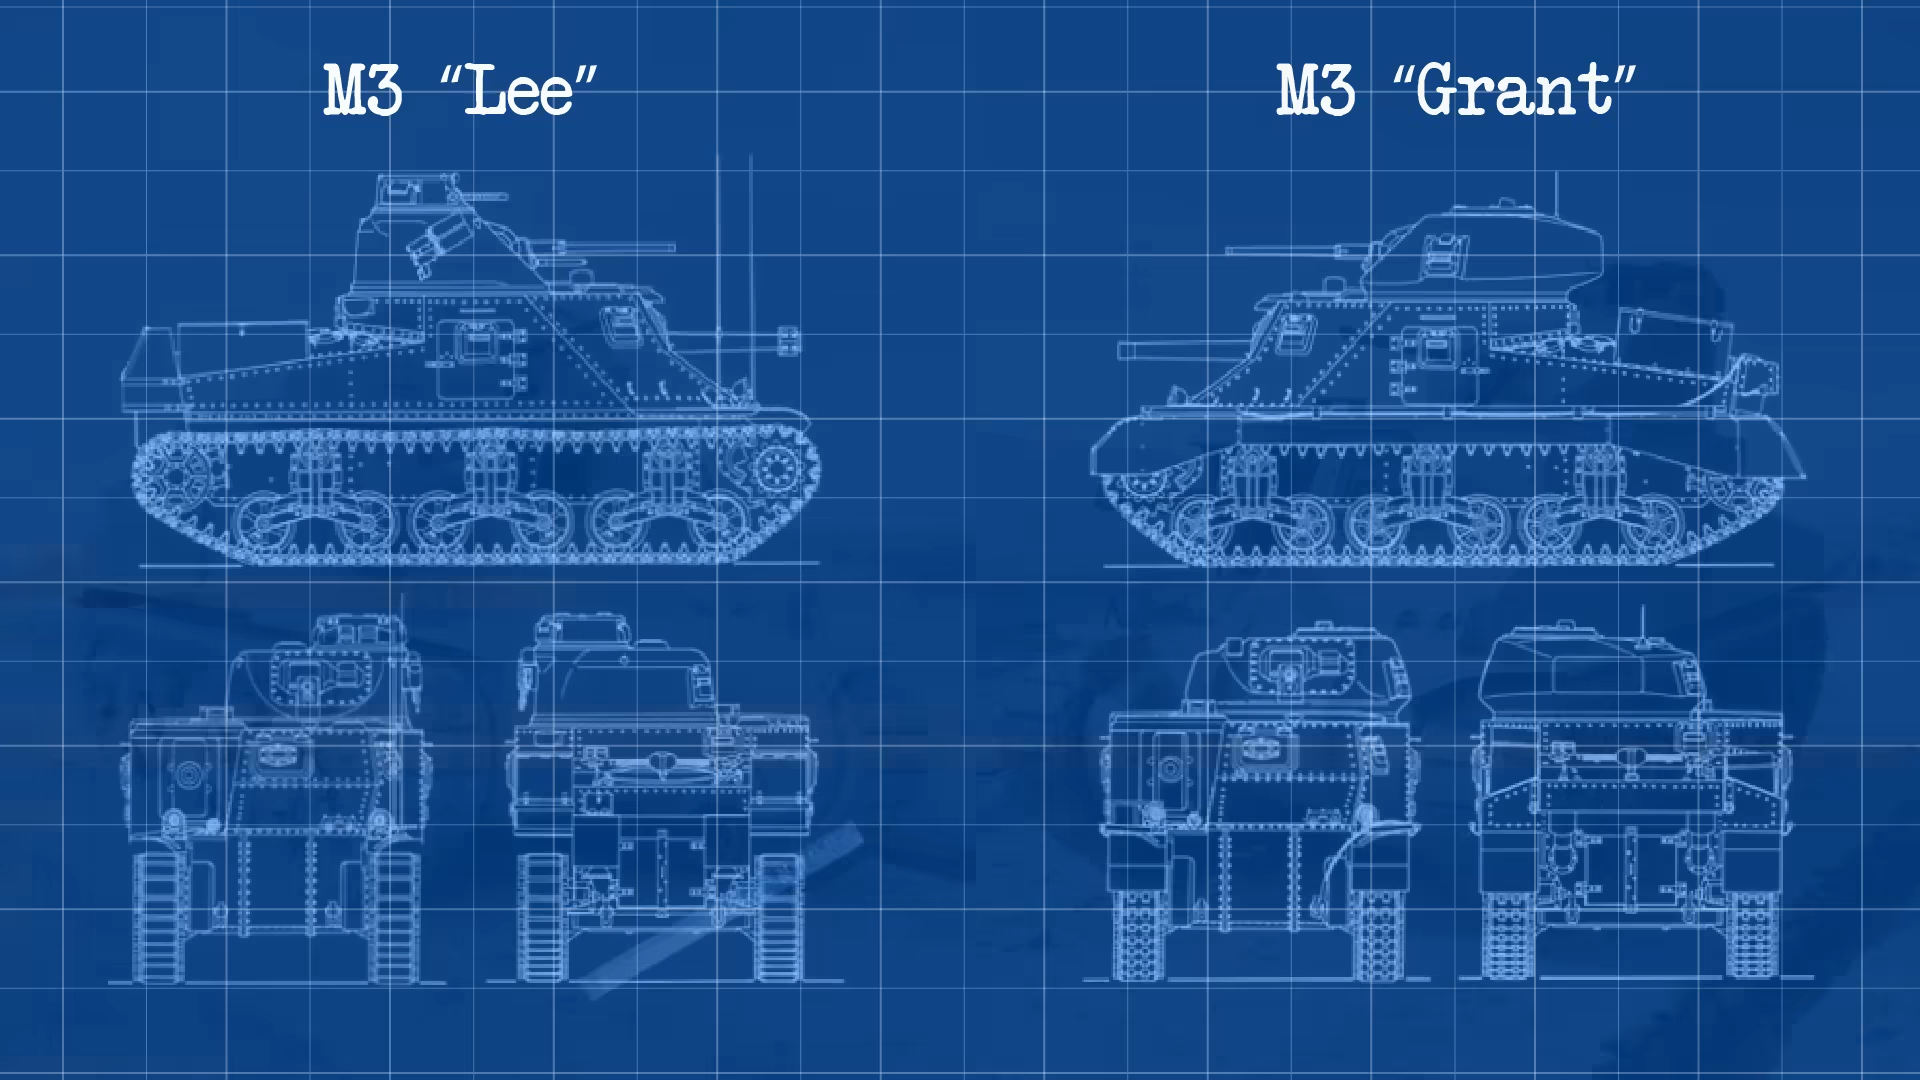 M3 “Lee”
M3 “Grant”